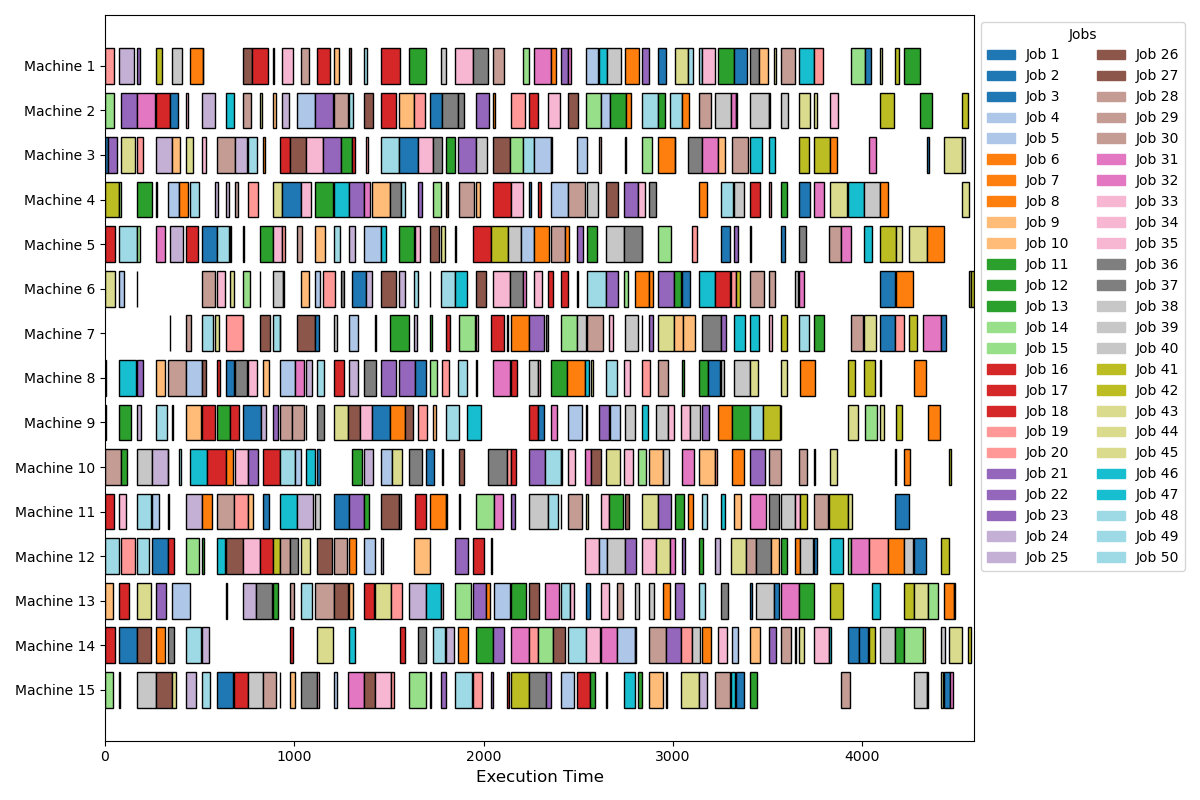 Machine 1
Machine 2
Machine 3
Machine 4
Machine 5
Machine 6
Machine 7
Machine 8
Machine 9
Machine 10
Machine 11
Machine 12
Machine 13
Machine 14
Machine 15
0 1000 2000 3000 4000
Execution Time
Jobs
Job 1 Job 26
Job 2 Job 27
Job 3 Job 28
Job 4 Job 29
Job 5 Job 30
Job 6 Job 31
Job 7 Job 32
Job 8 Job 33
Job 9 Job 34
Job 10 Job 35
Job 11 Job 36
Job 12 Job 37
Job 13 Job 38
Job 14 Job 39
Job 15 Job 40
Job 16 Job 41
Job 17 Job 42
Job 18 Job 43
Job 19 Job 44
Job 20 Job 45
Job 21 Job 46
Job 22 Job 47
Job 23 Job 48
Job 24 Job 49
Job 25 Job 50